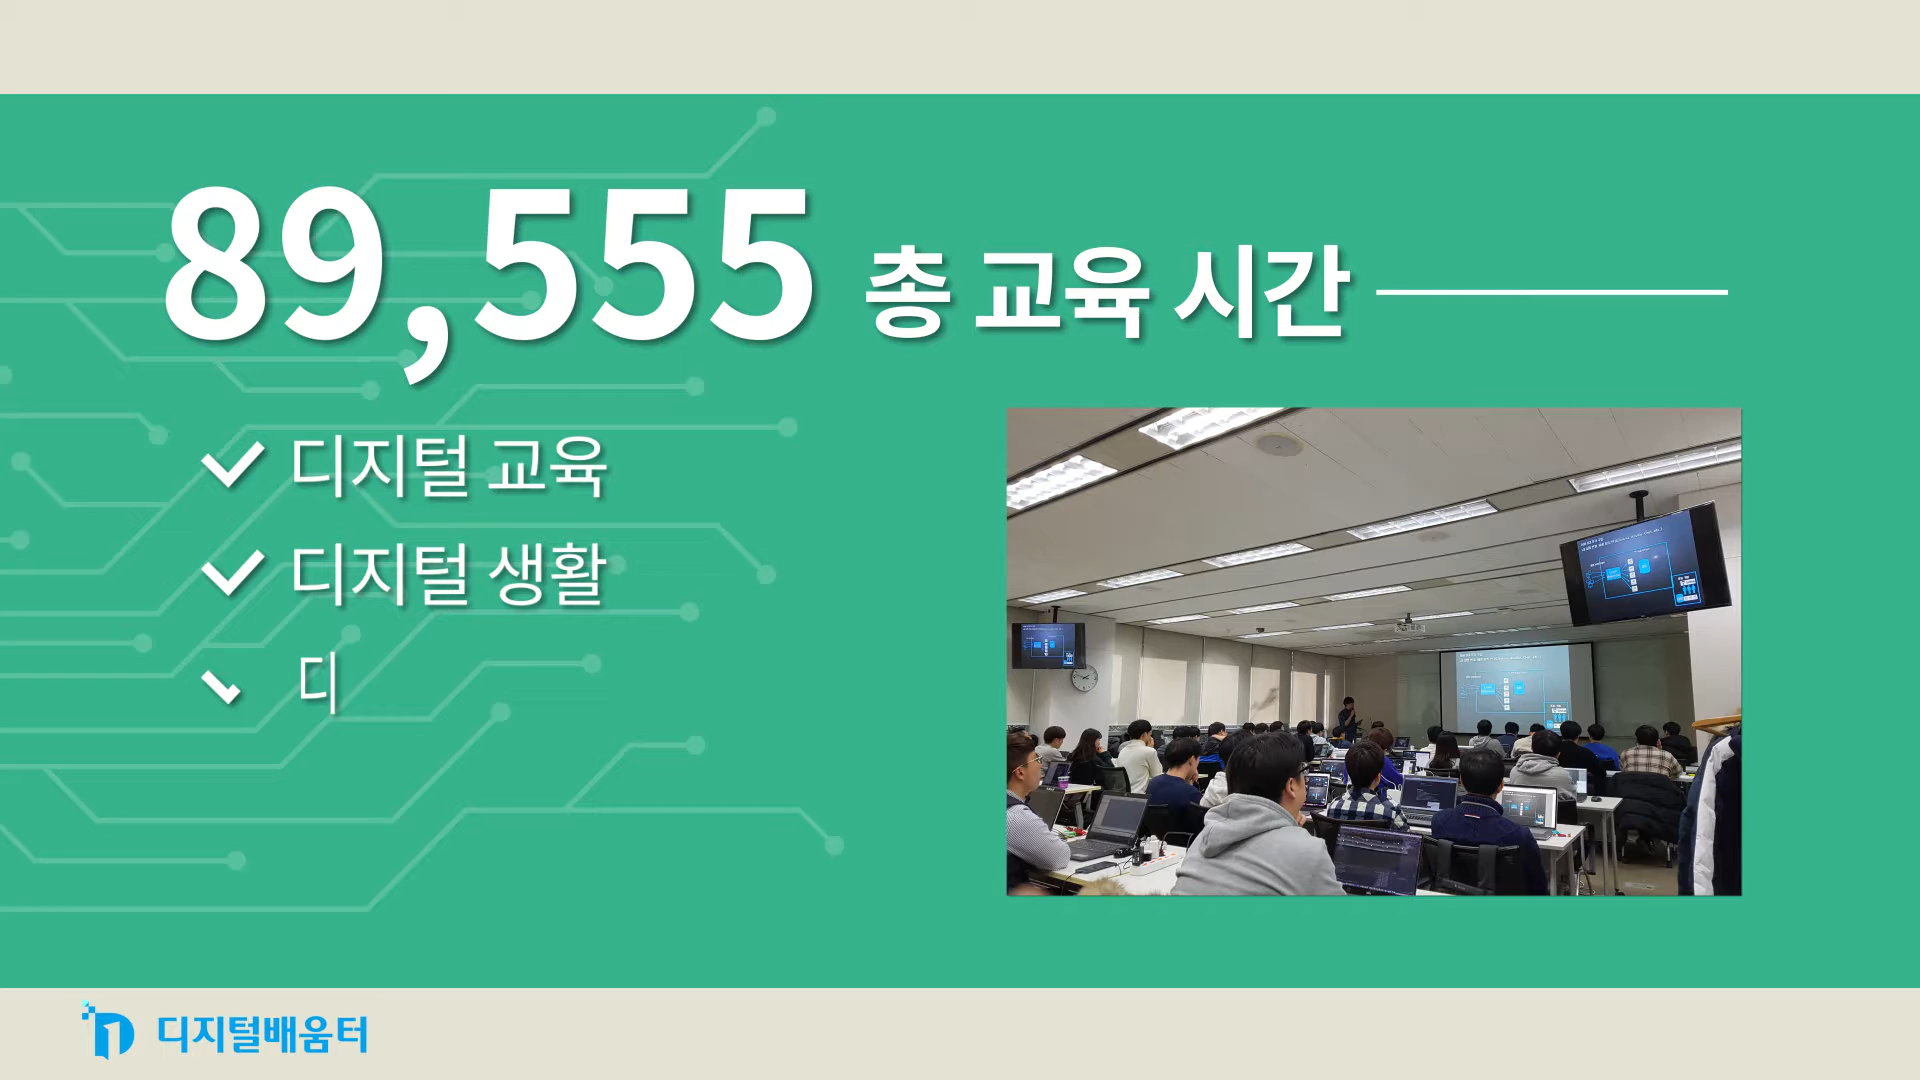 89,555 총 교육 시간
디지털 교육
디지털 생활
디
디지털배움터